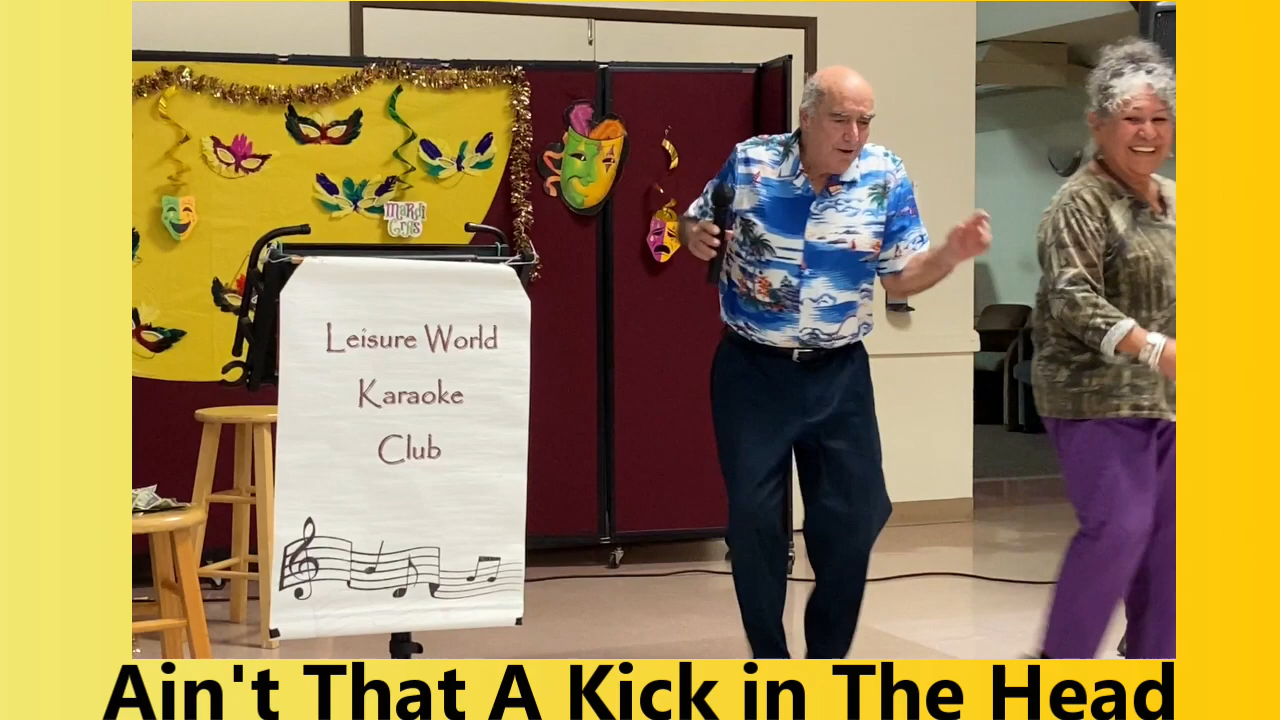 Mardi
Gras
Leisure World
Karaoke
Club
Ain't That A Kick in The Head